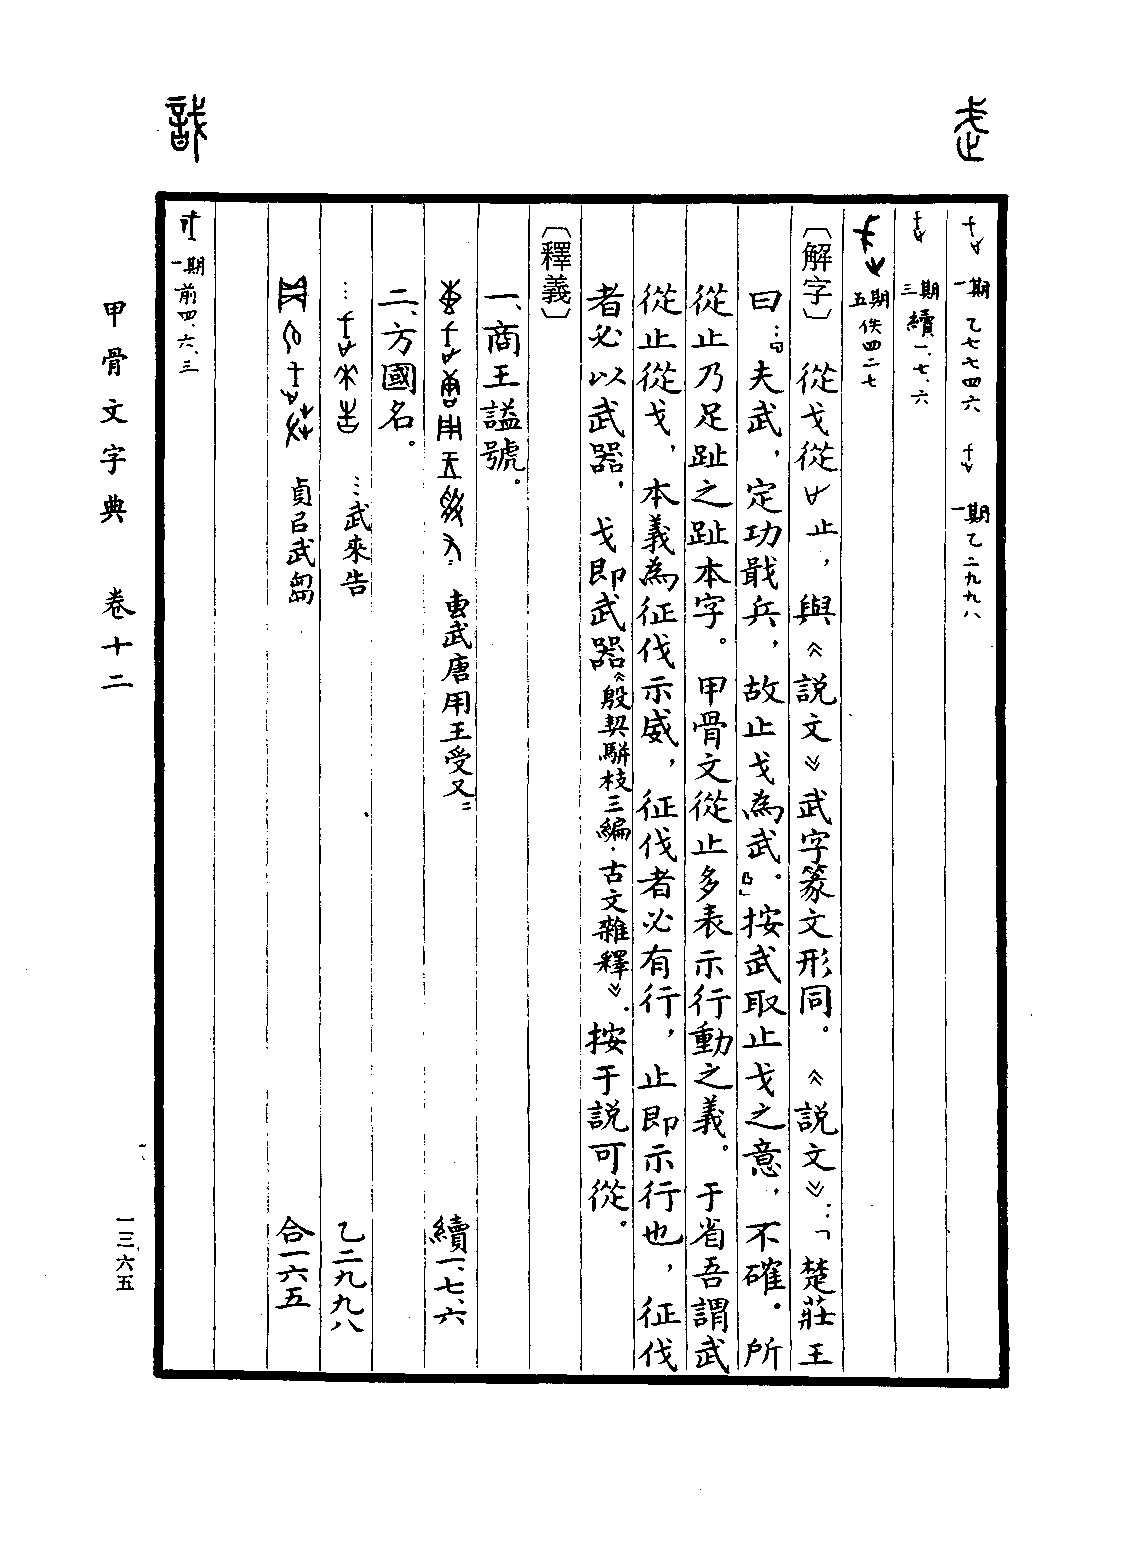 武
一期 乙七七四六 一期 乙二九九八
三期 續一、七、六
五期 佚四二七
〔解字〕從戈從止，與《說文》武字篆文形同。《說文》：「楚莊王
曰：『夫武，定功戢兵，故止戈為武。』」按武取止戈之意，不確。所
從止乃足趾之趾本字。甲骨文從止多表示行動之義。于省吾謂武
從止從戈，本義為征伐示威，征伐者必有行，止即示行也，征伐
者必以武器，戈即武器《殷契駢枝三編·古文雜釋》。按于說可從。
〔釋義〕
一、商王謚號。
叀武唐用王受又= 續一、七、六
二、方國名。
…武來告 乙二九九八
貞呂武芻 合一六五
一期 前四、六、三
甲骨文字典 卷十二
一三六五